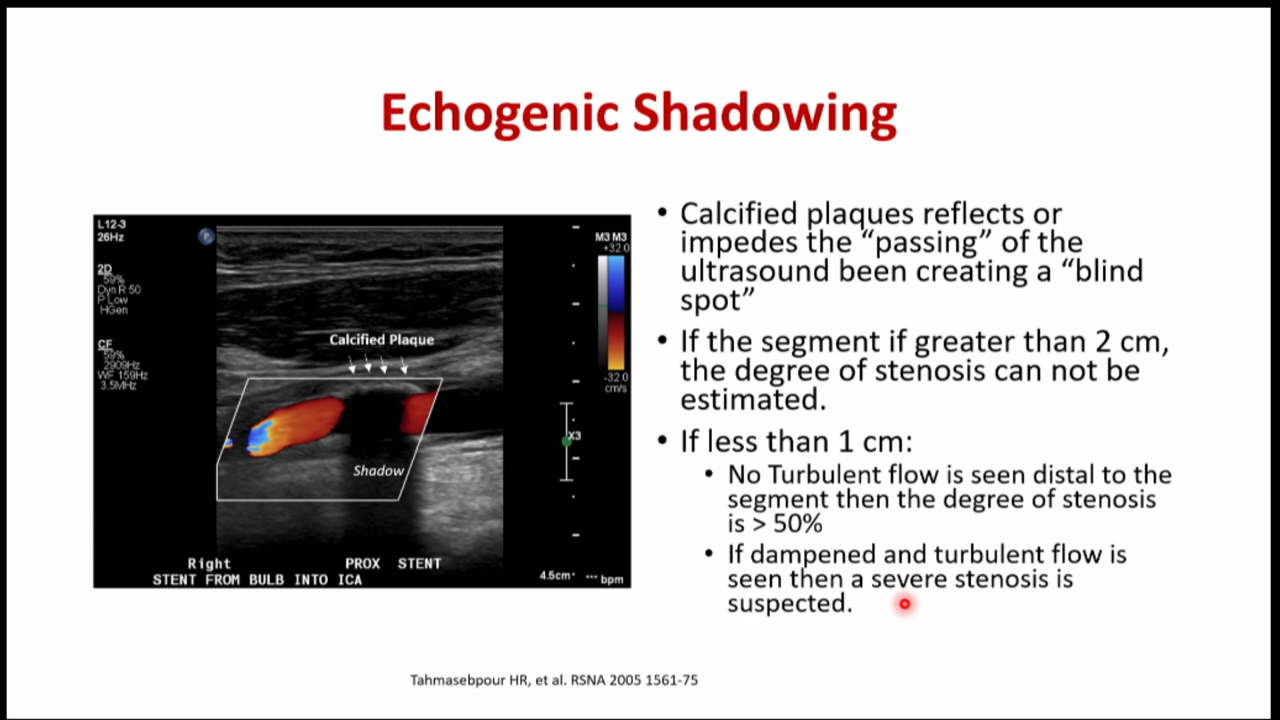 Echogenic Shadowing
L12-3
26Hz
2D
59%
Dyn R 50
P Low
HGen
CF
59%
2909Hz
WF 159Hz
3.5MHz
P
M3 M3
+32.0
-32.0
cm/s
X3
Calcified Plaque
Shadow
Right PROX STENT
STENT FROM BULB INTO ICA
4.5cm
bpm
• Calcified plaques reflects or
impedes the “passing” of the
ultrasound been creating a “blind
spot”
• If the segment if greater than 2 cm,
the degree of stenosis can not be
estimated.
• If less than 1 cm:
• No Turbulent flow is seen distal to the
segment then the degree of stenosis
is > 50%
• If dampened and turbulent flow is
seen then a severe stenosis is
suspected.
Tahmasebpour HR, et al. RSNA 2005 1561-75